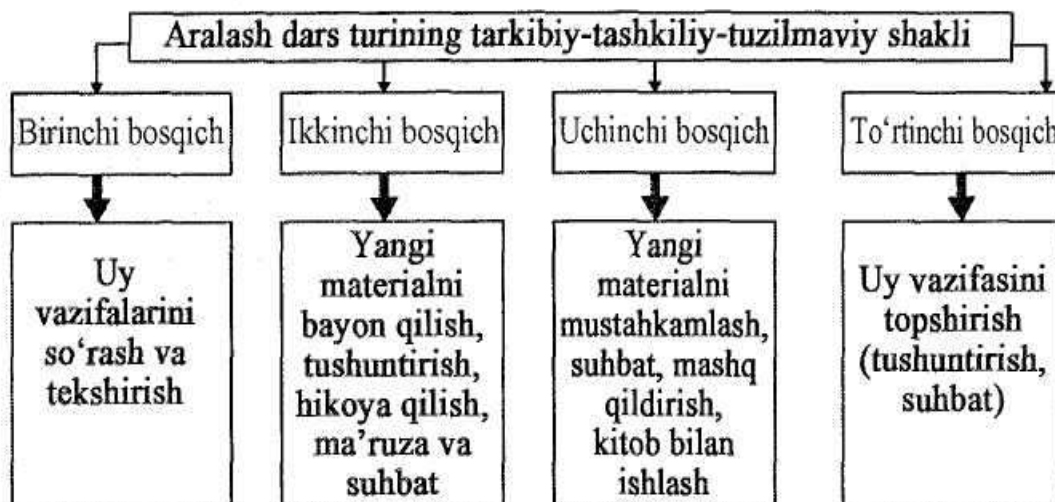 Aralash dars turining tarkibiy-tashkiliy-tuzilmaviy shakli
Birinchi bosqich
Ikkinchi bosqich
Uchinchi bosqich
To‘rtinchi bosqich
Uy
vazifalarini
so‘rash va
tekshirish
Yangi
materialni
bayon qilish,
tushuntirish,
hikoya qilish,
ma’ruza va
suhbat
Yangi
materialni
mustahkamlash,
suhbat, mashq
qildirish,
kitob bilan
ishlash
Uy vazifasini
topshirish
(tushuntirish,
suhbat)